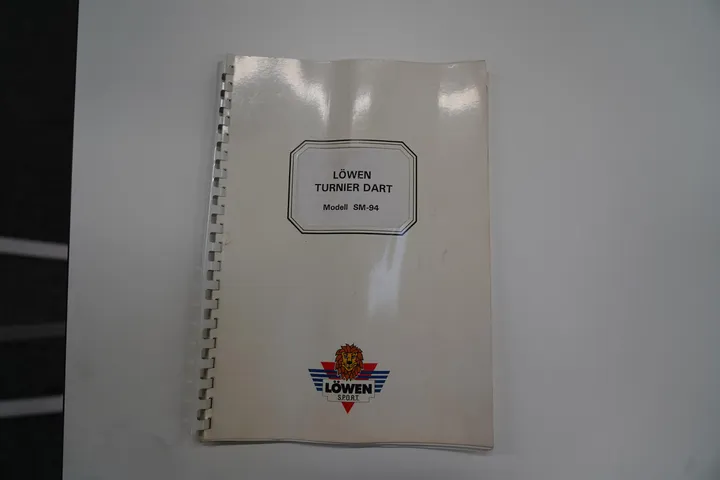 LÖWEN
TURNIER DART
Modell SM-94
LÖWEN
SPORT